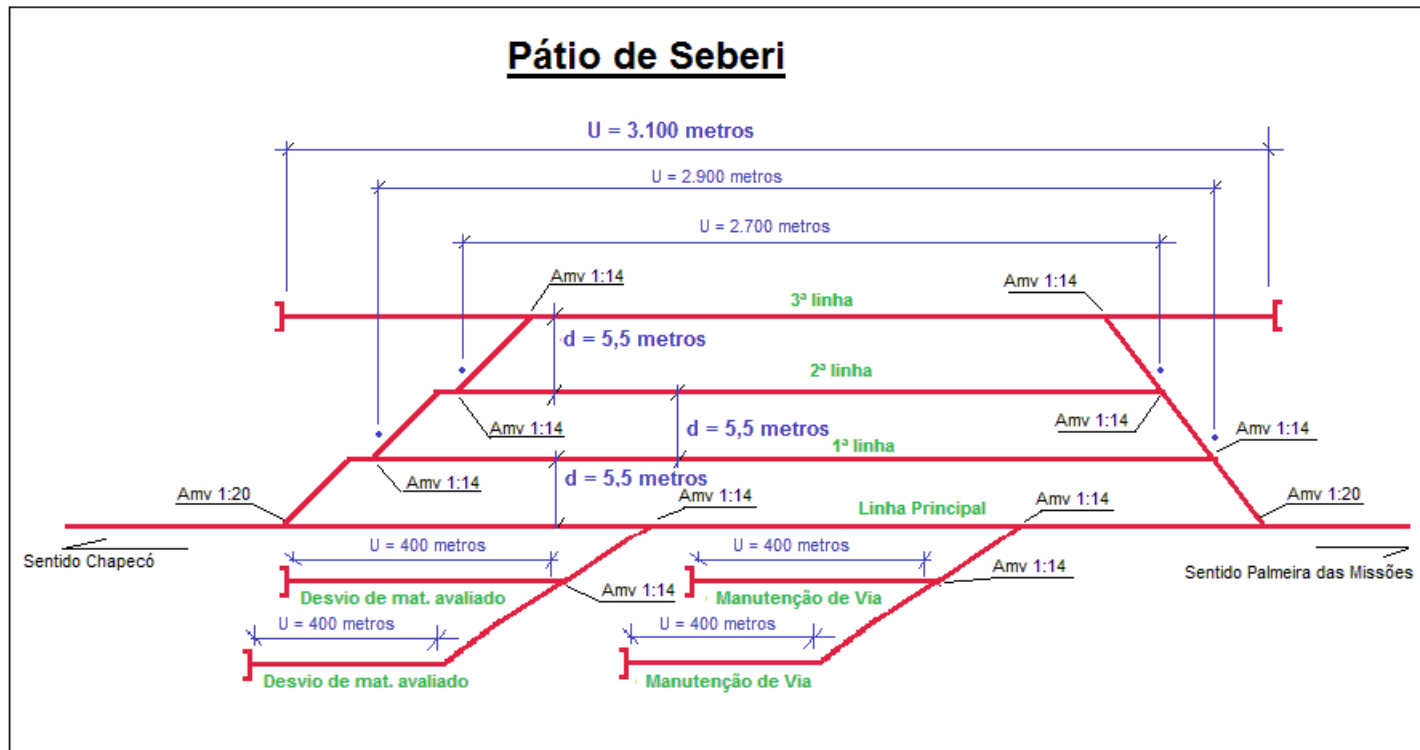 Pátio de Seberi
U = 3.100 metros
U = 2.900 metros
U = 2.700 metros
Amv 1:14
Amv 1:14
3ª linha
d = 5,5 metros
2ª linha
Amv 1:14
d = 5,5 metros
Amv 1:14
Amv 1:14
1ª linha
Amv 1:14
d = 5,5 metros
Amv 1:20
Amv 1:14
Linha Principal
Amv 1:14
Amv 1:20
Sentido Chapecó
U = 400 metros
U = 400 metros
Amv 1:14
Sentido Palmeira das Missões
Desvio de mat. avaliado
Amv 1:14
Manutenção de Via
U = 400 metros
U = 400 metros
Desvio de mat. avaliado
Manutenção de Via